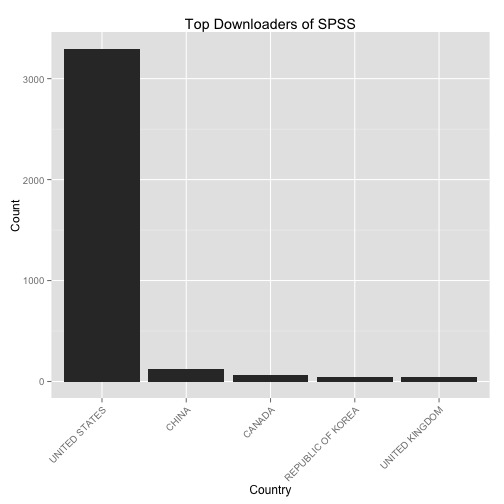 Top Downloaders of SPSS
Count
3000
2000
1000
0
UNITED STATES
CHINA
CANADA
REPUBLIC OF KOREA
UNITED KINGDOM
Country